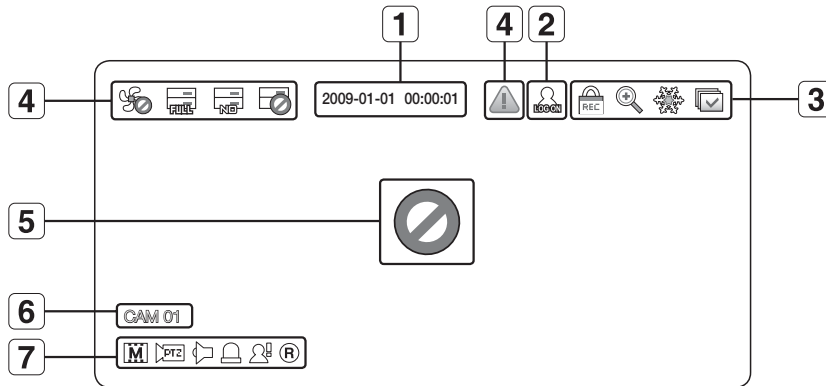 1 4 2
4 FULL NO 2009-01-01 00:00:01 LOG ON REC 3
5
6 CAM 01
7 M PTZ R